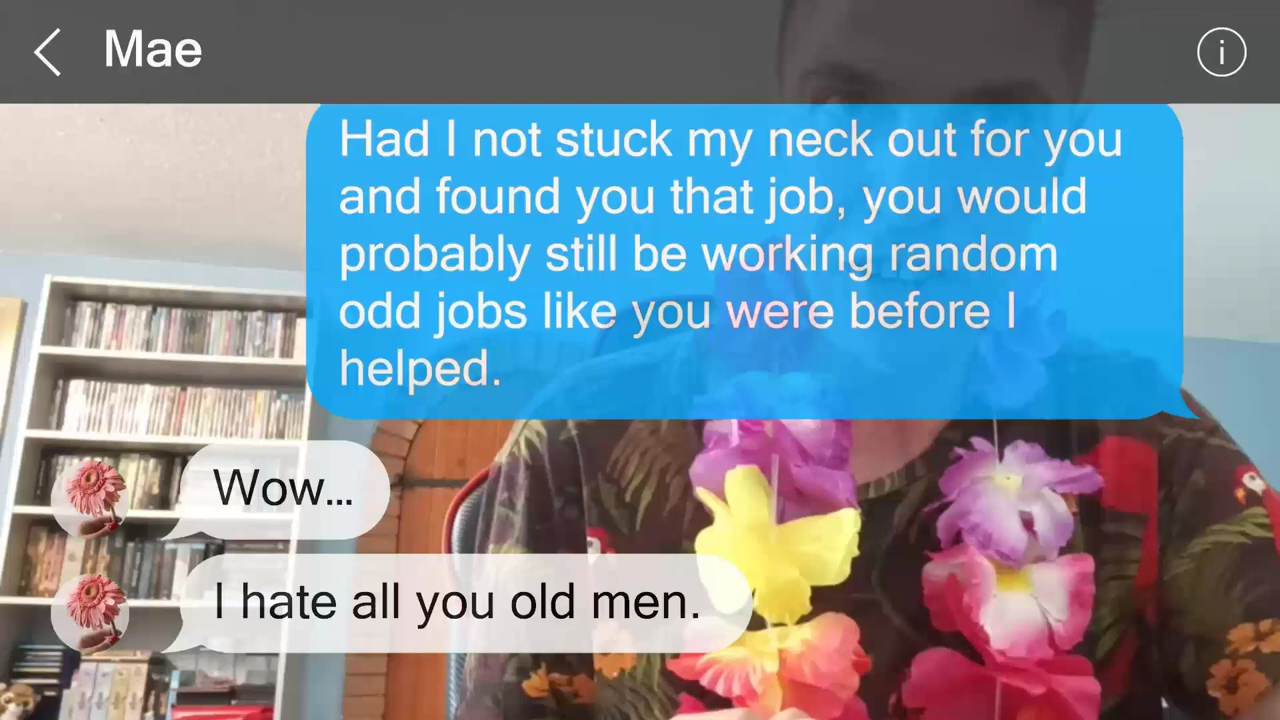 Mae
Had I not stuck my neck out for you
and found you that job, you would
probably still be working random
odd jobs like you were before I
helped.
Wow...
I hate all you old men.